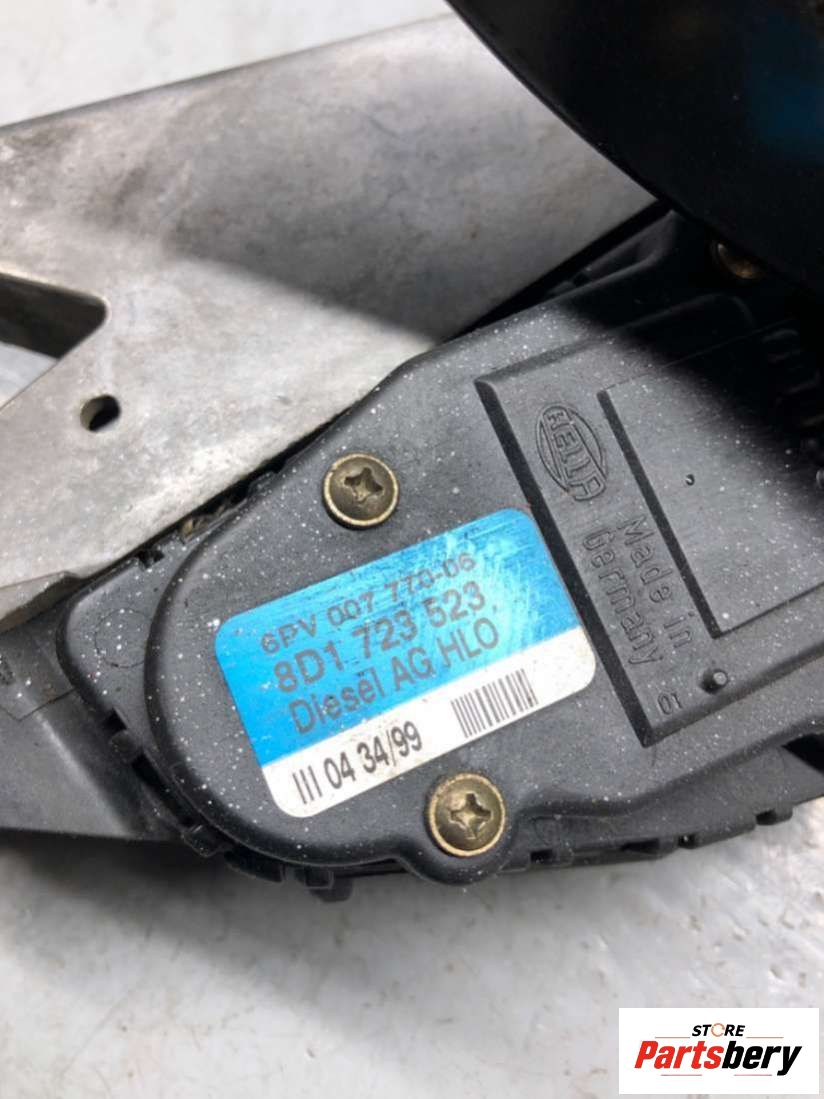 HELLA
Made in
Germany
01
6PV 007 770-06
8D1 723 523
Diesel AG HLO
III 04 34/99
STORE
Partsbery